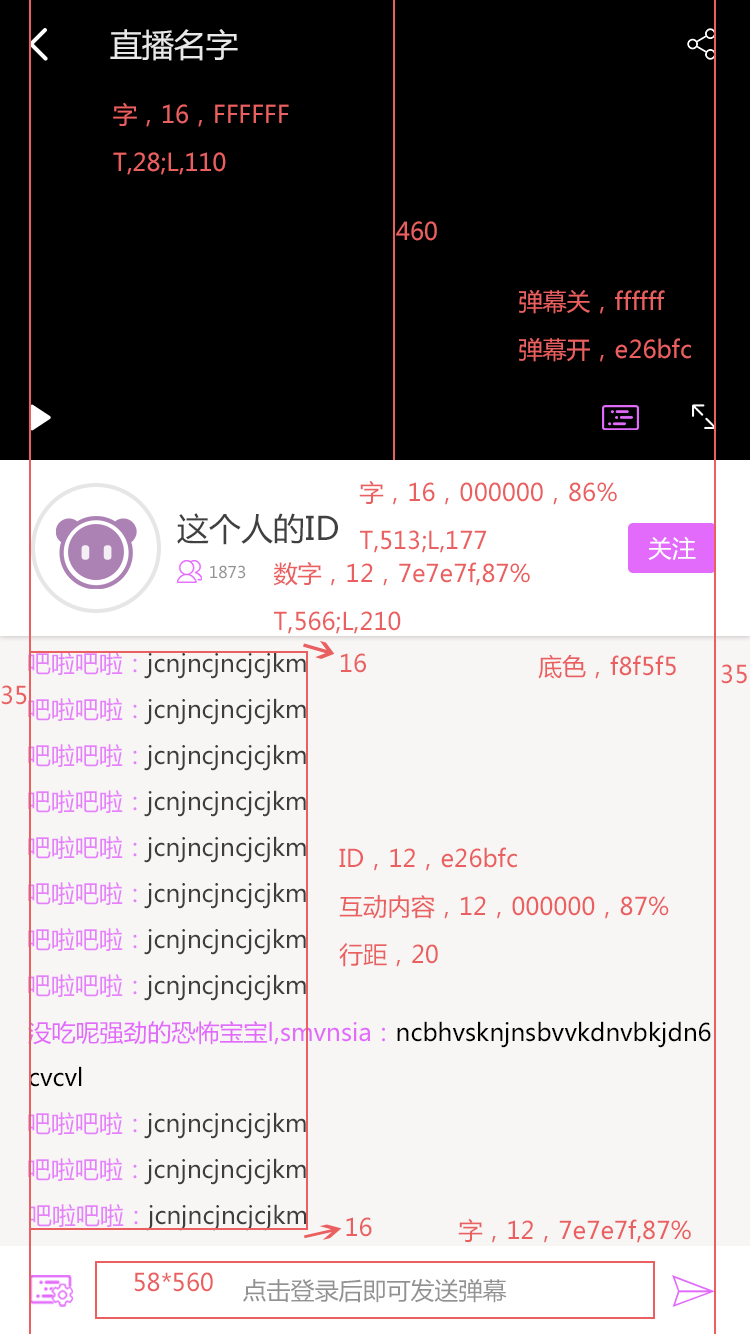 直播名字
字，16，FFFFFF
T,28;L,110
460
弹幕关，ffffff
弹幕开，e26bfc
字，16，000000，86%
这个人的ID
T,513;L,177
关注
1873
数字，12，7e7e7f,87%
T,566;L,210
吧啦吧啦：jcnjncjncjcjkm
16
底色，f8f5f5
35
35
吧啦吧啦：jcnjncjncjcjkm
吧啦吧啦：jcnjncjncjcjkm
吧啦吧啦：jcnjncjncjcjkm
吧啦吧啦：jcnjncjncjcjkm
ID，12，e26bfc
吧啦吧啦：jcnjncjncjcjkm
互动内容，12，000000，87%
吧啦吧啦：jcnjncjncjcjkm
行距，20
吧啦吧啦：jcnjncjncjcjkm
没吃呢强劲的恐怖宝宝l,smvnsia：ncbhvsknjnsbvvkdnvbkjdn6
cvcvl
吧啦吧啦：jcnjncjncjcjkm
吧啦吧啦：jcnjncjncjcjkm
吧啦吧啦：jcnjncjncjcjkm
16
字，12，7e7e7f,87%
58*560
点击登录后即可发送弹幕